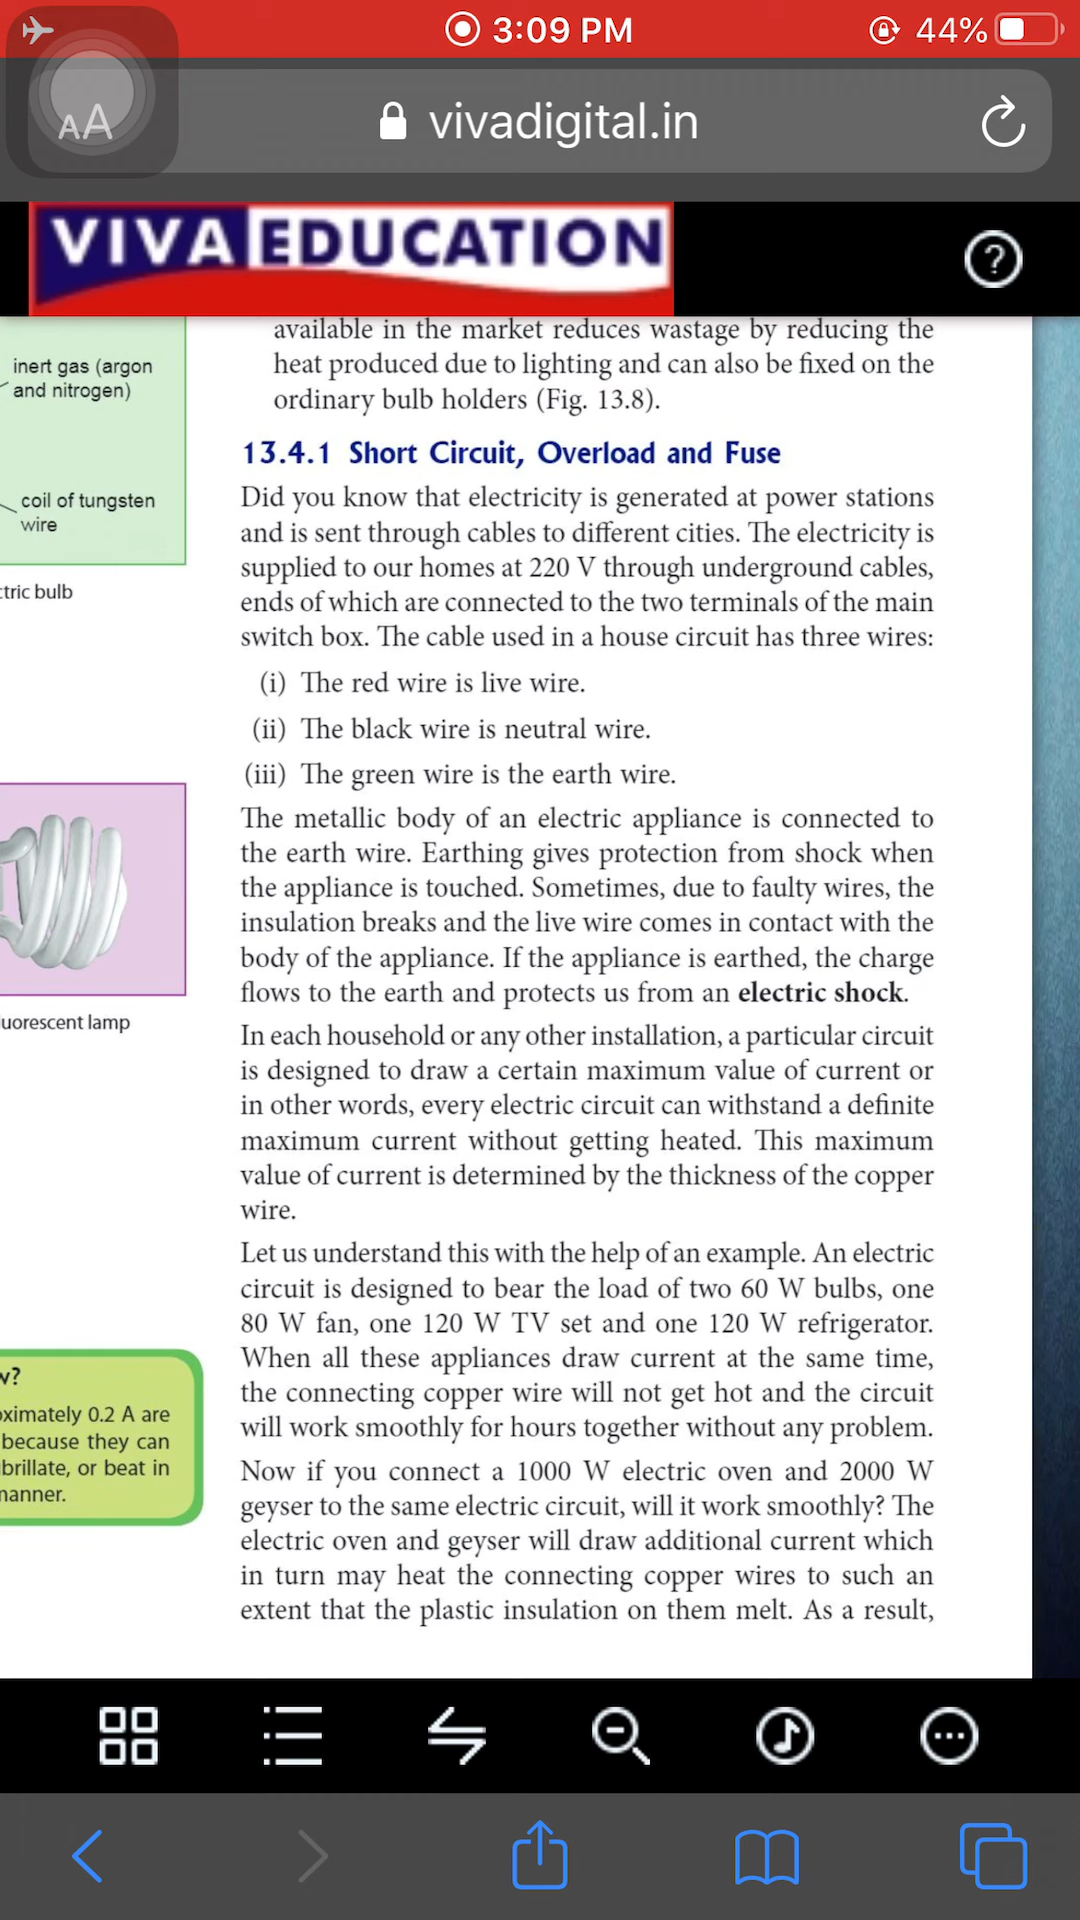 3:09 PM
44%
AA
vivadigital.in
VIVA EDUCATION
?
available in the market reduces wastage by reducing the
heat produced due to lighting and can also be fixed on the
ordinary bulb holders (Fig. 13.8).
inert gas (argon
and nitrogen)
coil of tungsten
wire
tric bulb
13.4.1 Short Circuit, Overload and Fuse
Did you know that electricity is generated at power stations
and is sent through cables to different cities. The electricity is
supplied to our homes at 220 V through underground cables,
ends of which are connected to the two terminals of the main
switch box. The cable used in a house circuit has three wires:
(i) The red wire is live wire.
(ii) The black wire is neutral wire.
(iii) The green wire is the earth wire.
The metallic body of an electric appliance is connected to
the earth wire. Earthing gives protection from shock when
the appliance is touched. Sometimes, due to faulty wires, the
insulation breaks and the live wire comes in contact with the
body of the appliance. If the appliance is earthed, the charge
flows to the earth and protects us from an electric shock.
uorescent lamp
In each household or any other installation, a particular circuit
is designed to draw a certain maximum value of current or
in other words, every electric circuit can withstand a definite
maximum current without getting heated. This maximum
value of current is determined by the thickness of the copper
wire.
Let us understand this with the help of an example. An electric
circuit is designed to bear the load of two 60 W bulbs, one
80 W fan, one 120 W TV set and one 120 W refrigerator.
When all these appliances draw current at the same time,
the connecting copper wire will not get hot and the circuit
will work smoothly for hours together without any problem.
Now if you connect a 1000 W electric oven and 2000 W
geyser to the same electric circuit, will it work smoothly? The
electric oven and geyser will draw additional current which
in turn may heat the connecting copper wires to such an
extent that the plastic insulation on them melt. As a result,
w?
ximately 0.2 A are
because they can
brillate, or beat in
manner.